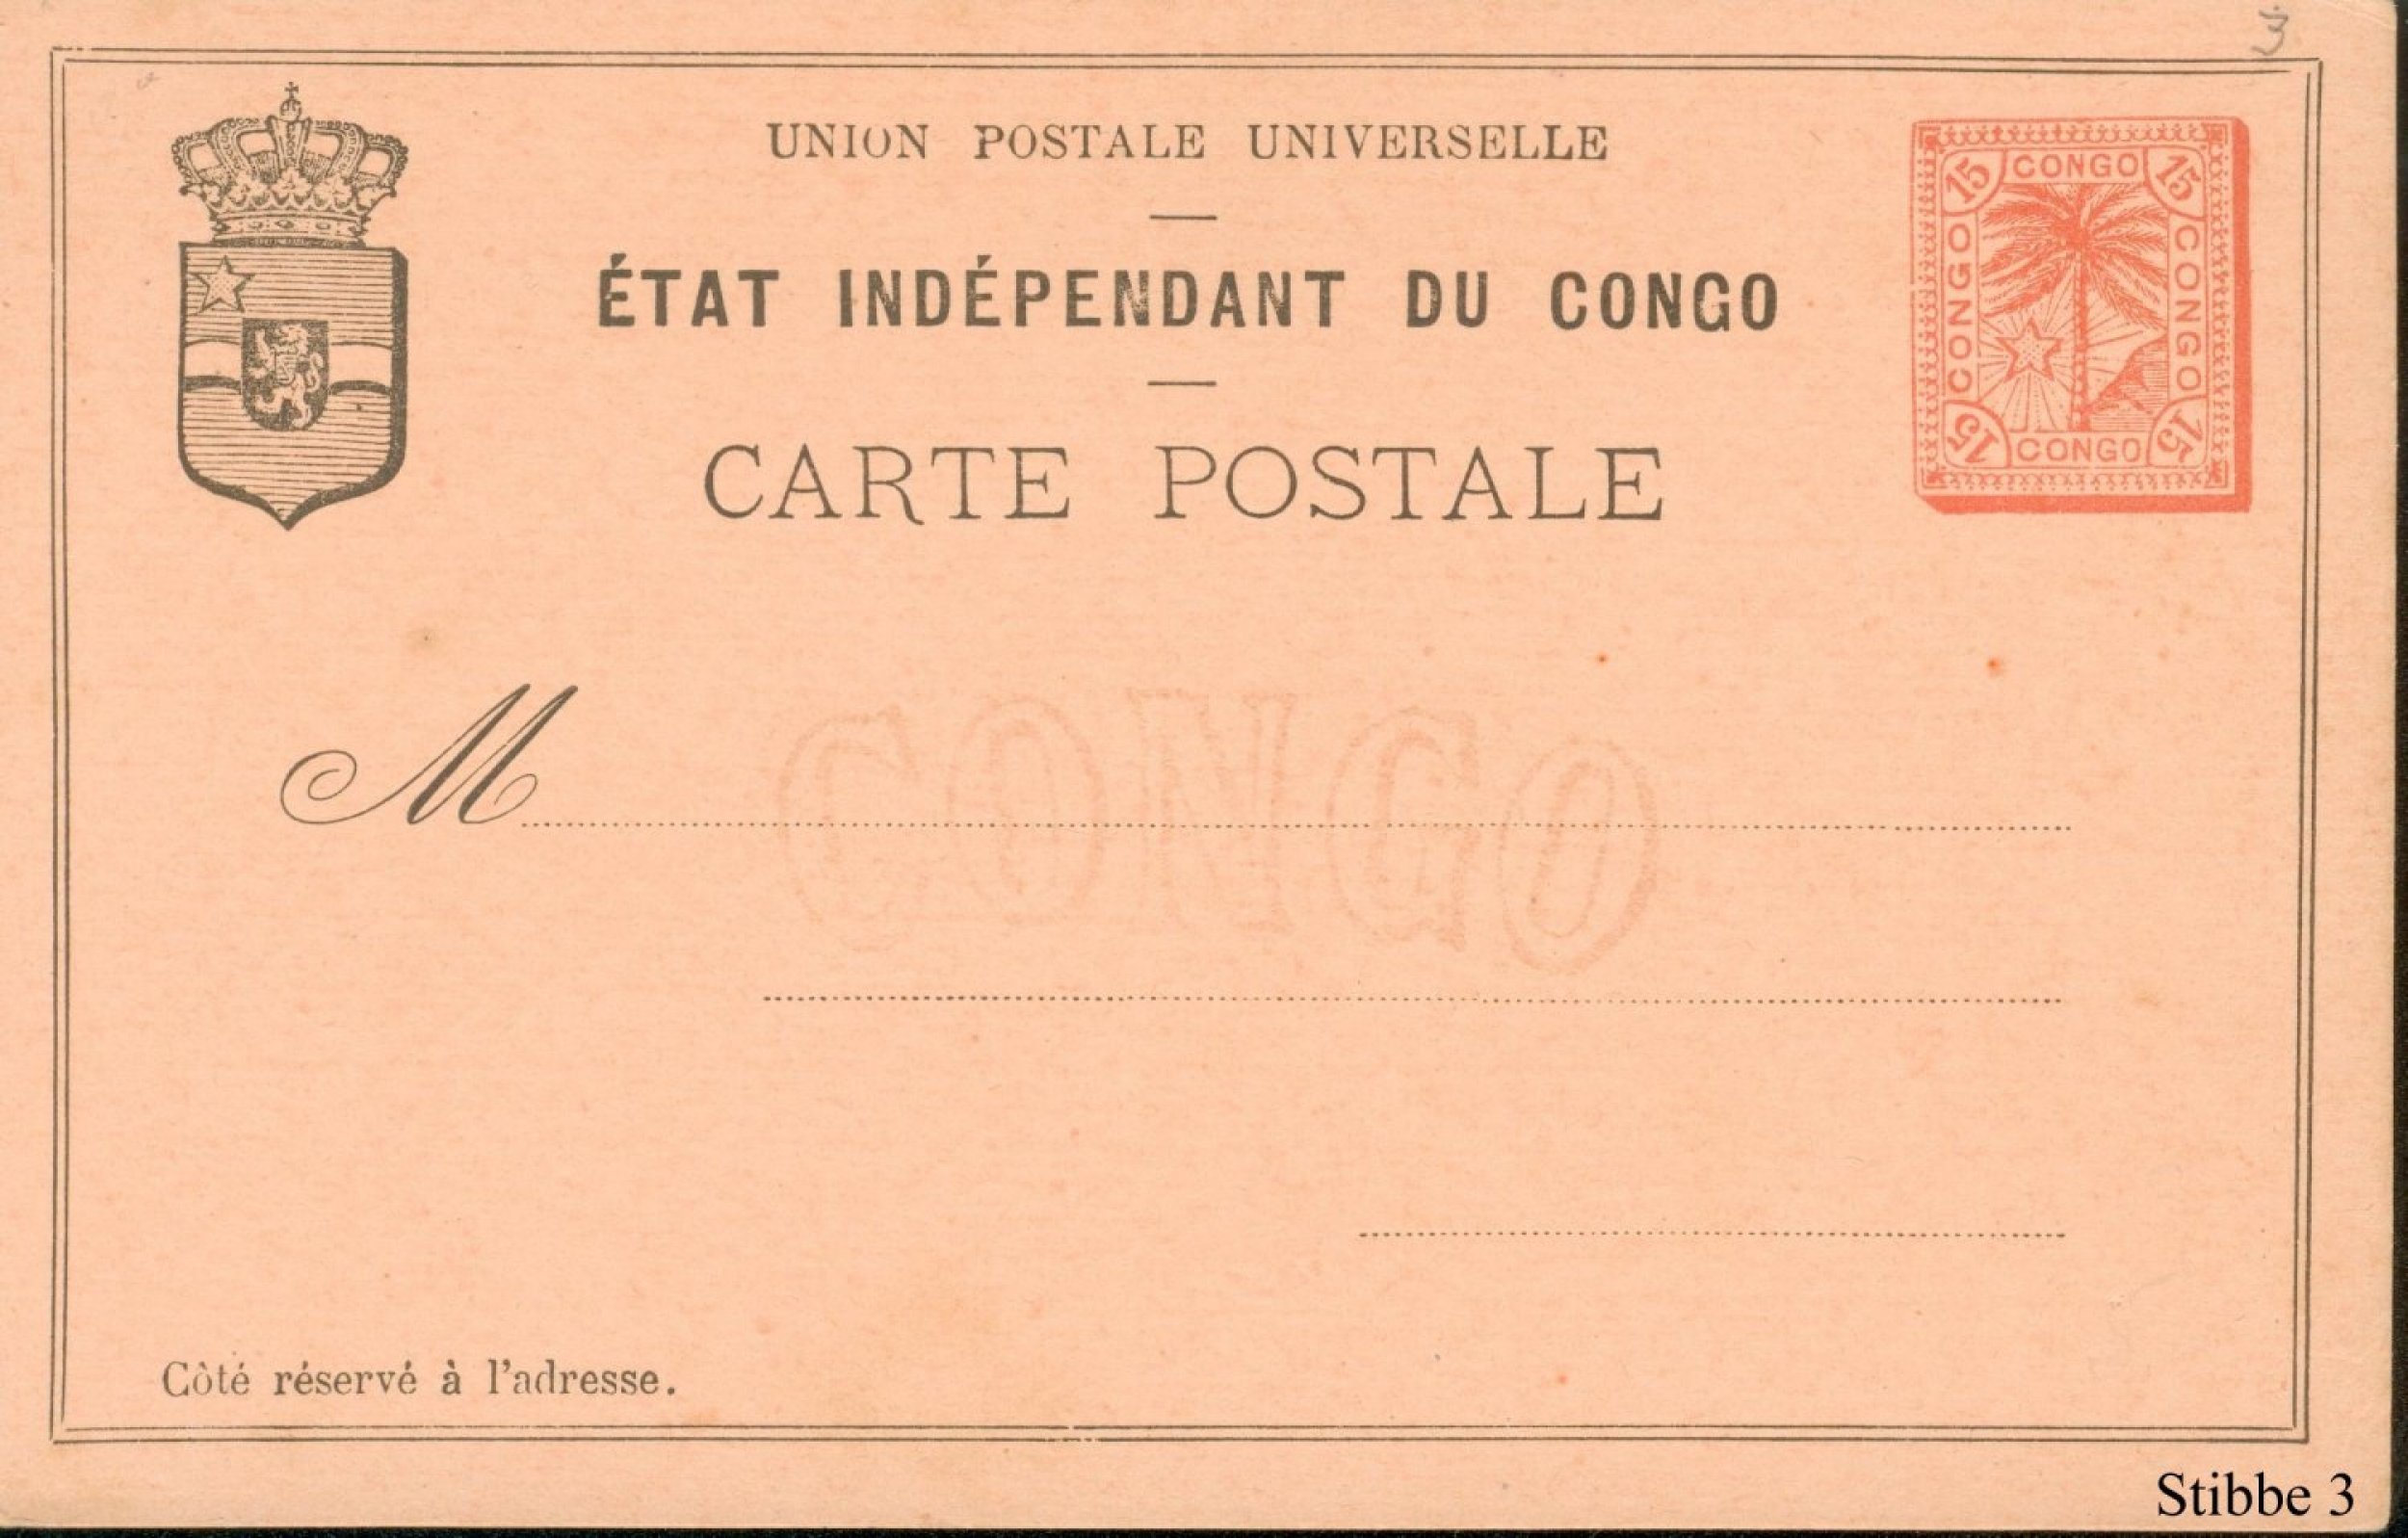 3
UNION POSTALE UNIVERSELLE
ÉTAT INDÉPENDANT DU CONGO
CARTE POSTALE
15 CONGO 15
CONGO
CONGO
15 CONGO 15
M
CONGO
Côté réservé à l'adresse.
Stibbe 3